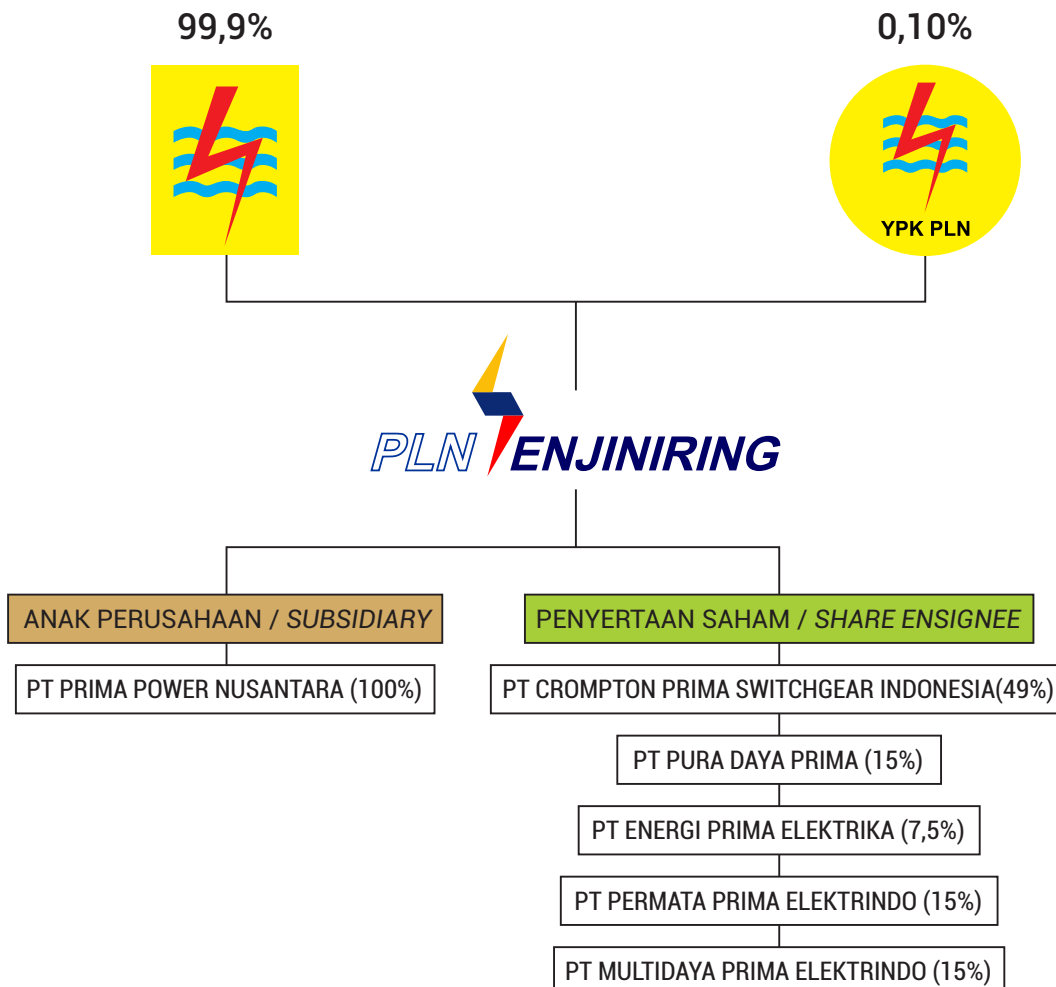 99,9%
0,10%
YPK PLN
PLN ENJINIRING
ANAK PERUSAHAAN / SUBSIDIARY
PT PRIMA POWER NUSANTARA (100%)
PENYERTAAN SAHAM / SHARE ENSIGNEE
PT CROMPTON PRIMA SWITCHGEAR INDONESIA(49%)
PT PURA DAYA PRIMA (15%)
PT ENERGI PRIMA ELEKTRIKA (7,5%)
PT PERMATA PRIMA ELEKTRINDO (15%)
PT MULTIDAYA PRIMA ELEKTRINDO (15%)